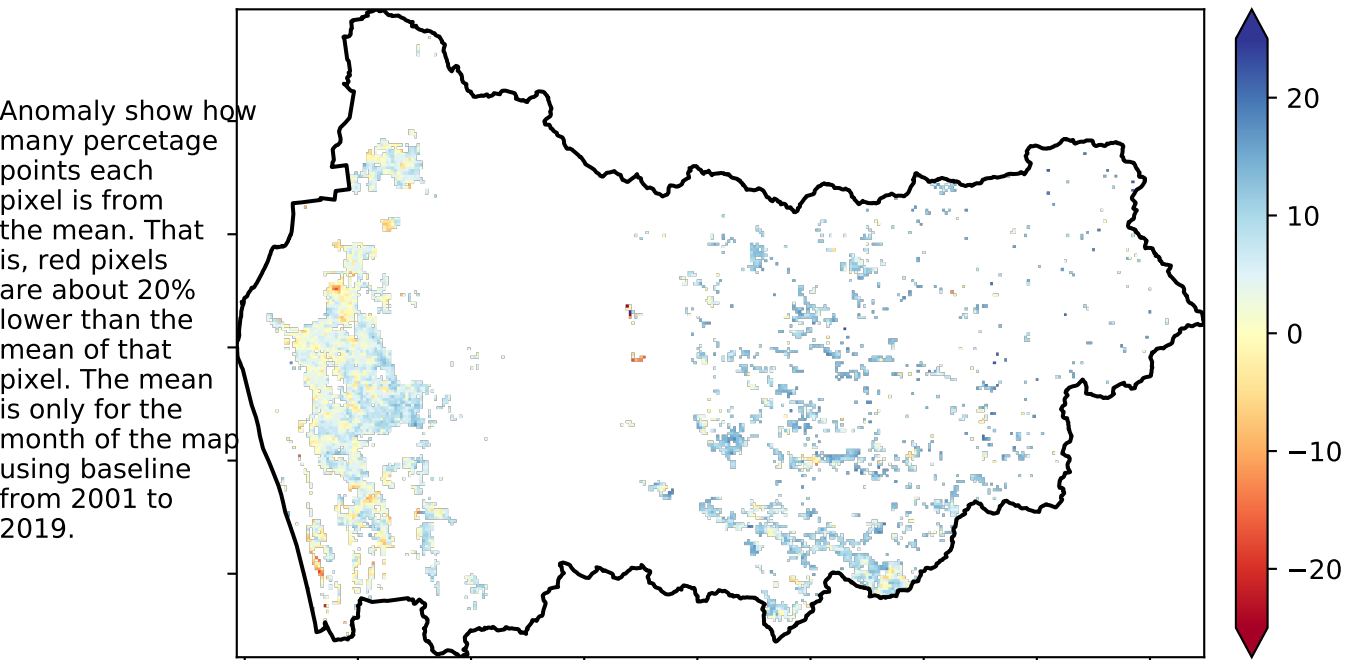 Anomaly show how
many percetage
points each
pixel is from
the mean. That
is, red pixels
are about 20%
lower than the
mean of that
pixel. The mean
is only for the
month of the map
using baseline
from 2001 to
2019.
20
10
0
−10
−20